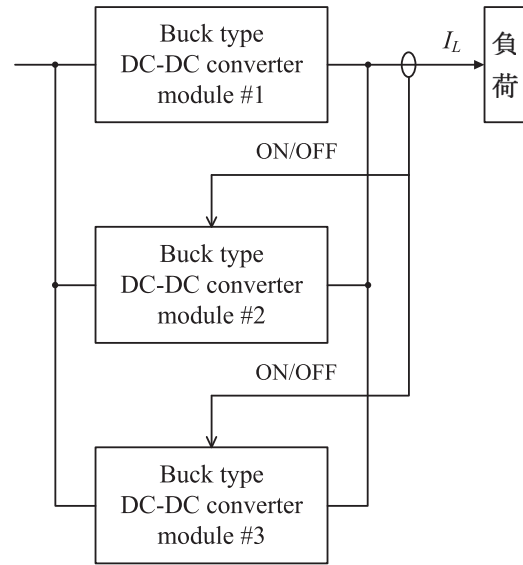 Buck type
DC-DC converter
module #1
I_L
負
荷
ON/OFF
Buck type
DC-DC converter
module #2
ON/OFF
Buck type
DC-DC converter
module #3